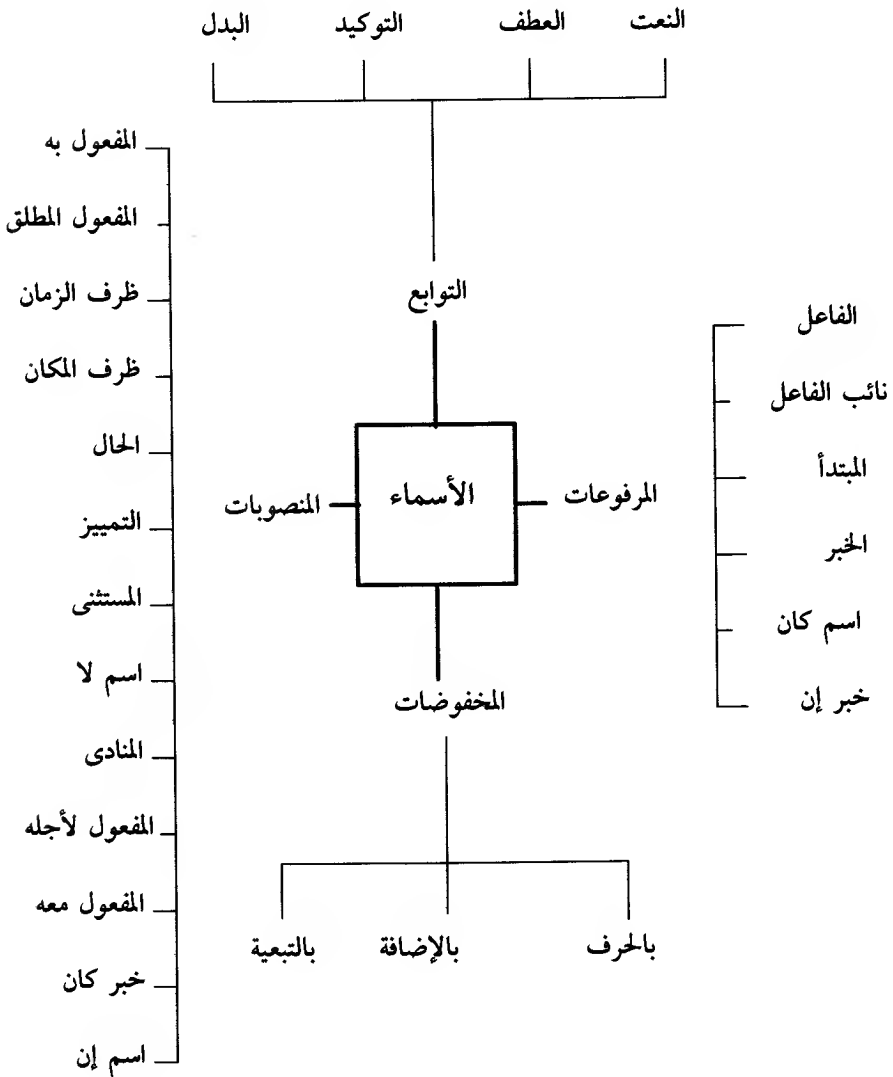 النعت
العطف
التوكيد
البدل
التوابع
الأسماء
المرفوعات
الفاعل
نائب الفاعل
المبتدأ
الخبر
اسم كان
خبر إن
المنصوبات
المفعول به
المفعول المطلق
ظرف الزمان
ظرف المكان
الحال
التمييز
المستثنى
اسم لا
المنادى
المفعول لأجله
المفعول معه
خبر كان
اسم إن
المخفوضات
بالحرف
بالإضافة
بالتبعية